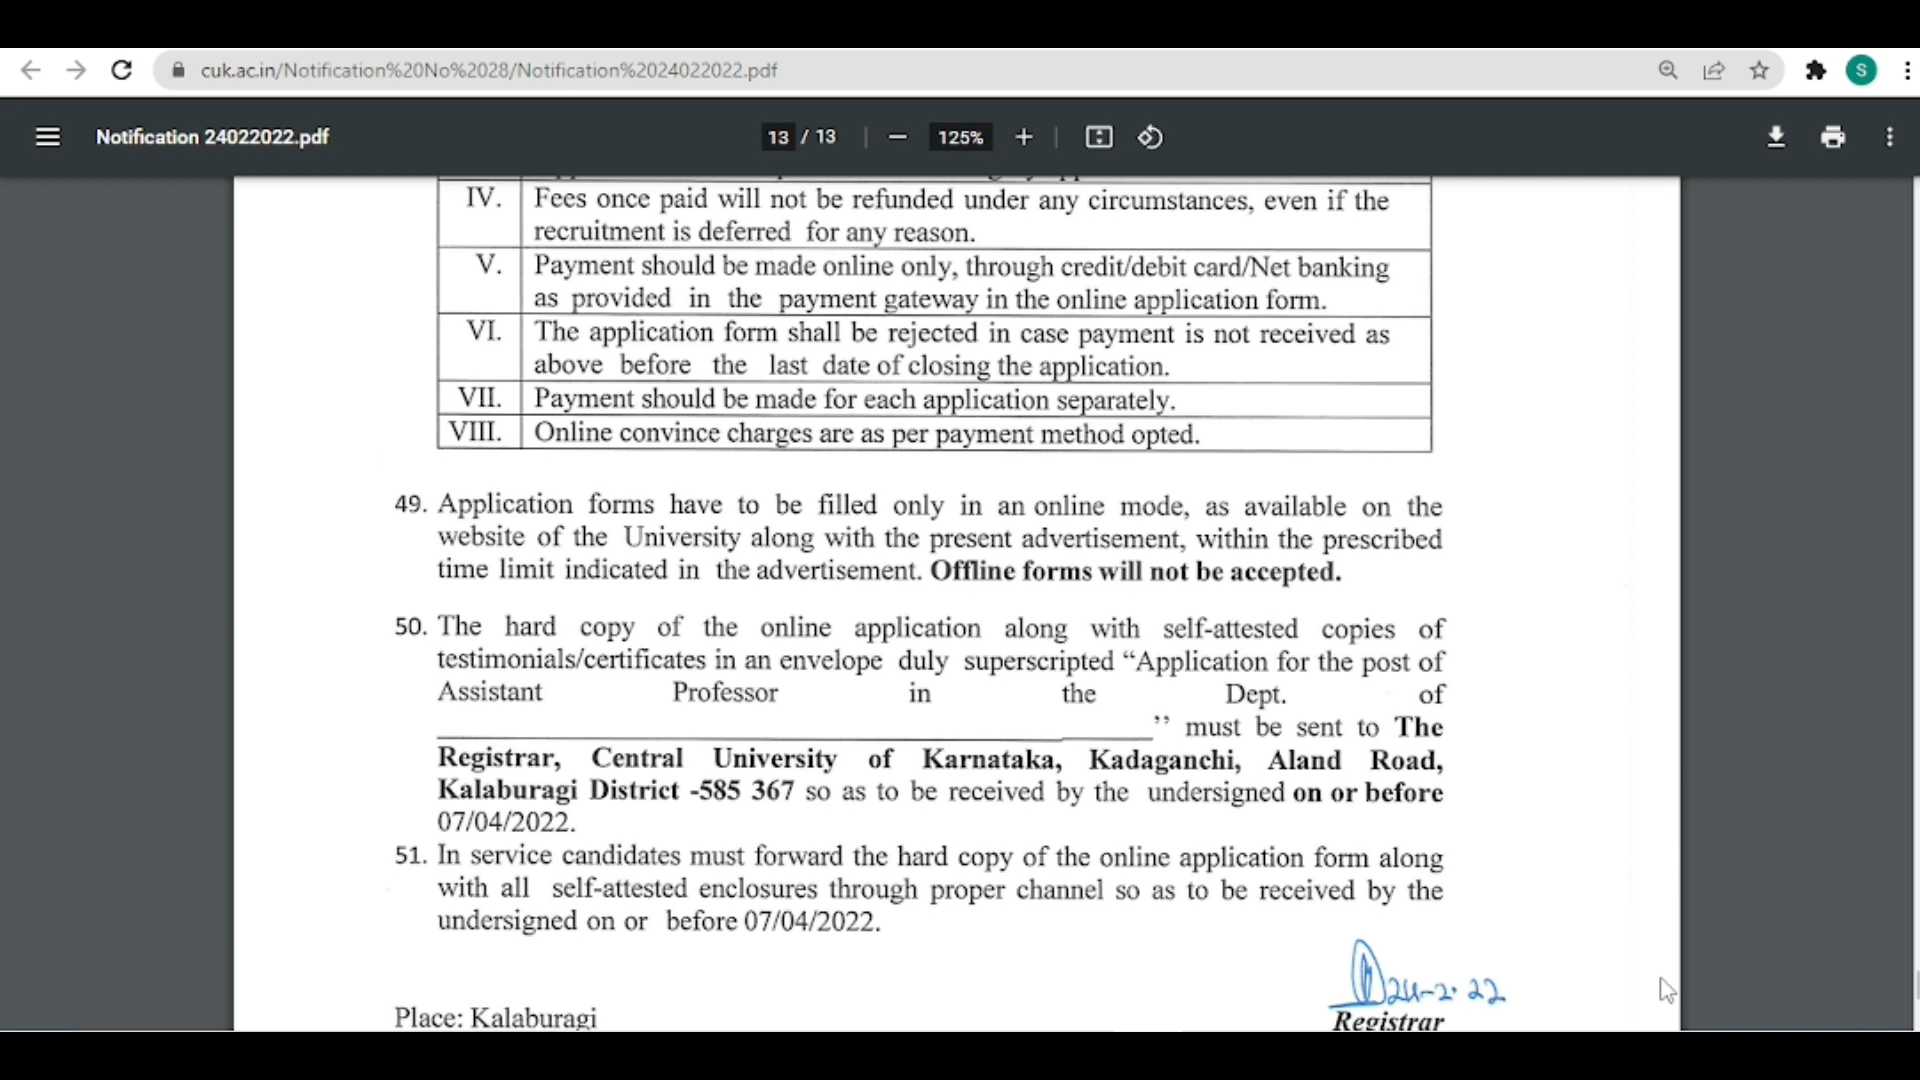 cuk.ac.in/Notification%20No%2028/Notification%2024022022.pdf
S
Notification 24022022.pdf
13 / 13
125%
IV. Fees once paid will not be refunded under any circumstances, even if the
recruitment is deferred for any reason.
V. Payment should be made online only, through credit/debit card/Net banking
as provided in the payment gateway in the online application form.
VI. The application form shall be rejected in case payment is not received as
above before the last date of closing the application.
VII. Payment should be made for each application separately.
VIII. Online convince charges are as per payment method opted.
49. Application forms have to be filled only in an online mode, as available on the
website of the University along with the present advertisement, within the prescribed
time limit indicated in the advertisement. Offline forms will not be accepted.
50. The hard copy of the online application along with self-attested copies of
testimonials/certificates in an envelope duly superscripted “Application for the post of
Assistant Professor in the Dept. of
____________________ ” must be sent to The
Registrar, Central University of Karnataka, Kadaganchi, Aland Road,
Kalaburagi District -585 367 so as to be received by the undersigned on or before
07/04/2022.
51. In service candidates must forward the hard copy of the online application form along
with all self-attested enclosures through proper channel so as to be received by the
undersigned on or before 07/04/2022.
24-2-22
Place: Kalaburagi
Registrar